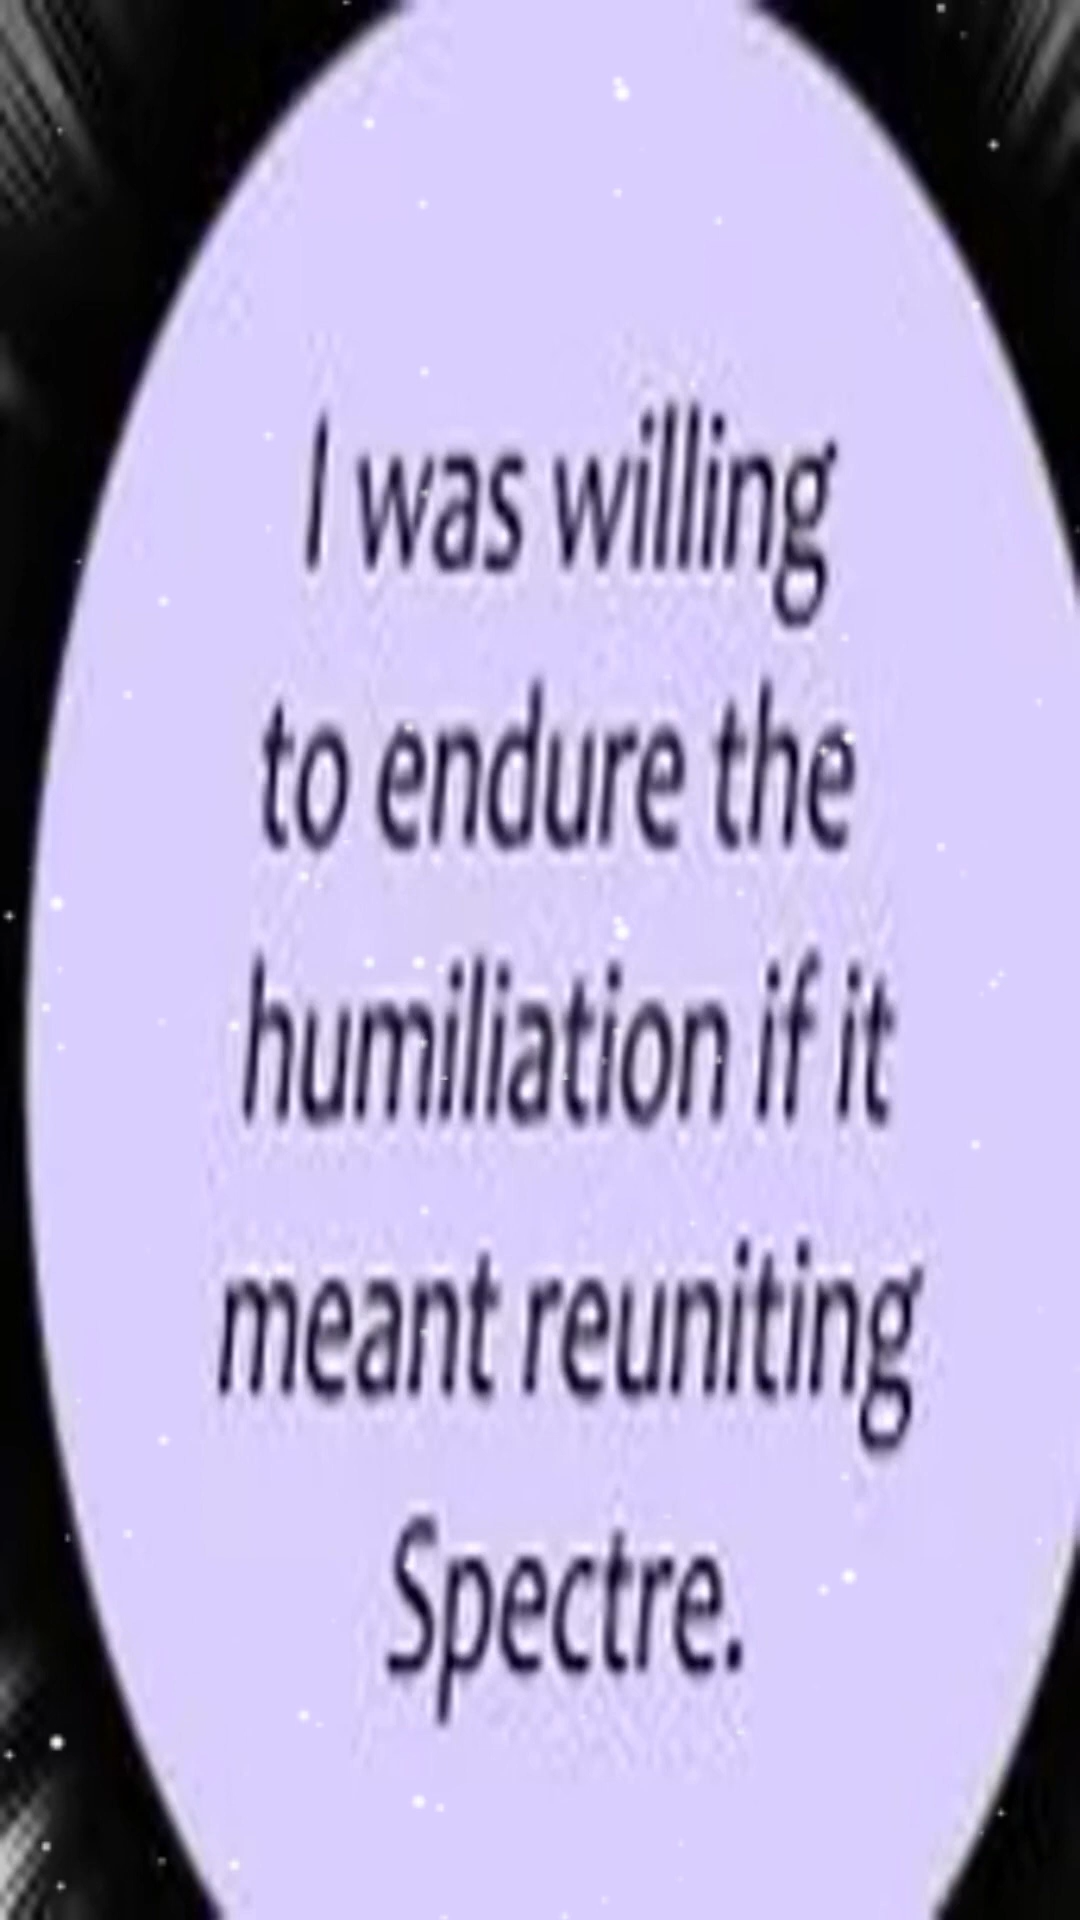 I was willing
to endure the
humiliation if it
meant reuniting
Spectre.